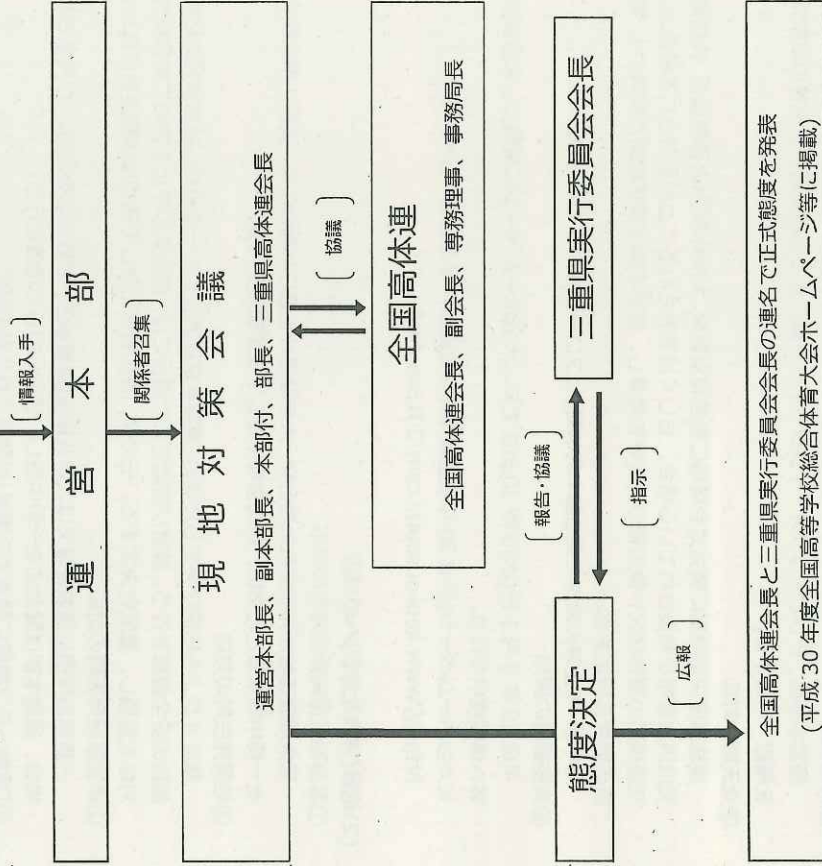 〔情報入手〕
運営本部
〔関係者召集〕
現地対策会議
運営本部長、副本部長、本部付、部長、三重県高体連会長
〔協議〕
全国高体連
全国高体連会長、副会長、専務理事、事務局長
態度決定
〔報告・協議〕
〔指示〕
三重県実行委員会会長
〔広報〕
全国高体連会長と三重県実行委員会会長の連名で正式態度を発表
(平成30年度全国高等学校総合体育大会ホームページ等に掲載)